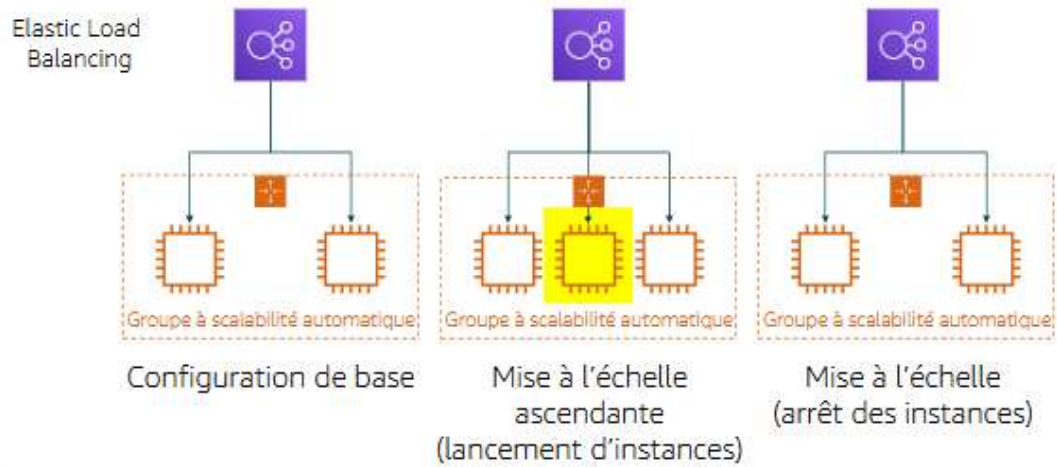 Elastic Load
Balancing
Groupe à scalabilité automatique
Groupe à scalabilité automatique
Groupe à scalabilité automatique
Configuration de base
Mise à l'échelle
ascendante
(lancement d'instances)
Mise à l'échelle
(arrêt des instances)